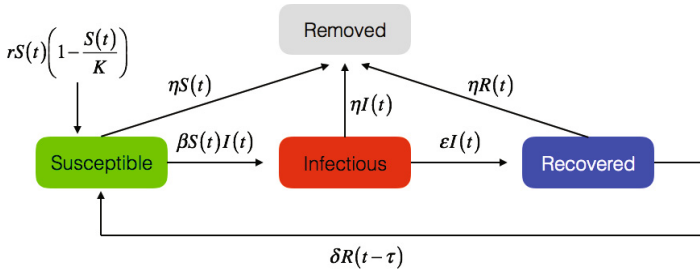 Removed
rS(t)(1-S(t)/K)
ηS(t)
ηI(t)
ηR(t)
βS(t)I(t)
εI(t)
Susceptible
Infectious
Recovered
δR(t-τ)